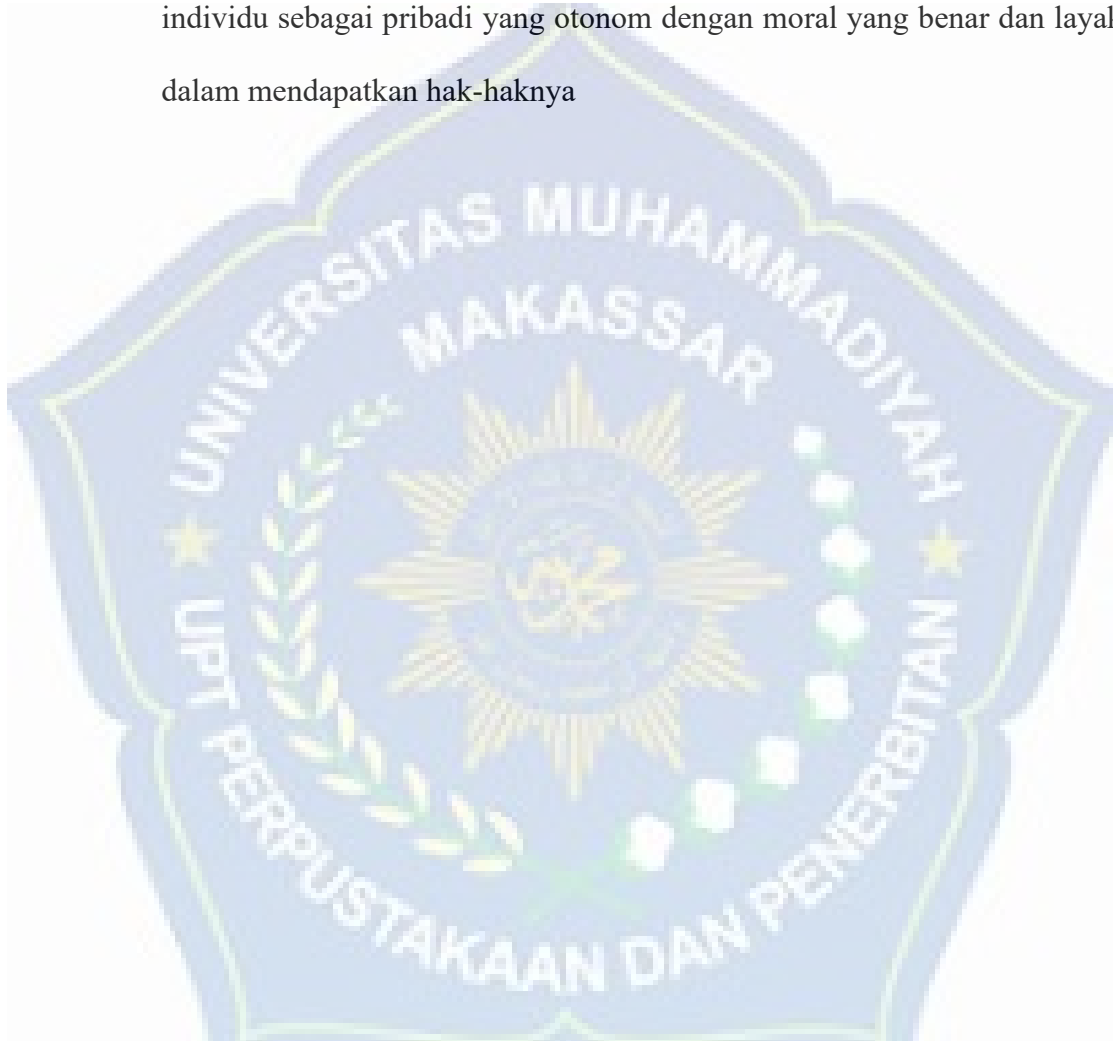 individu sebagai pribadi yang otonom dengan moral yang benar dan layak
dalam mendapatkan hak-haknya
UNIVERSITAS MUHAMMADIYAH
MAKASSAR
UPT PERPUSTAKAAN DAN PENERBITAN